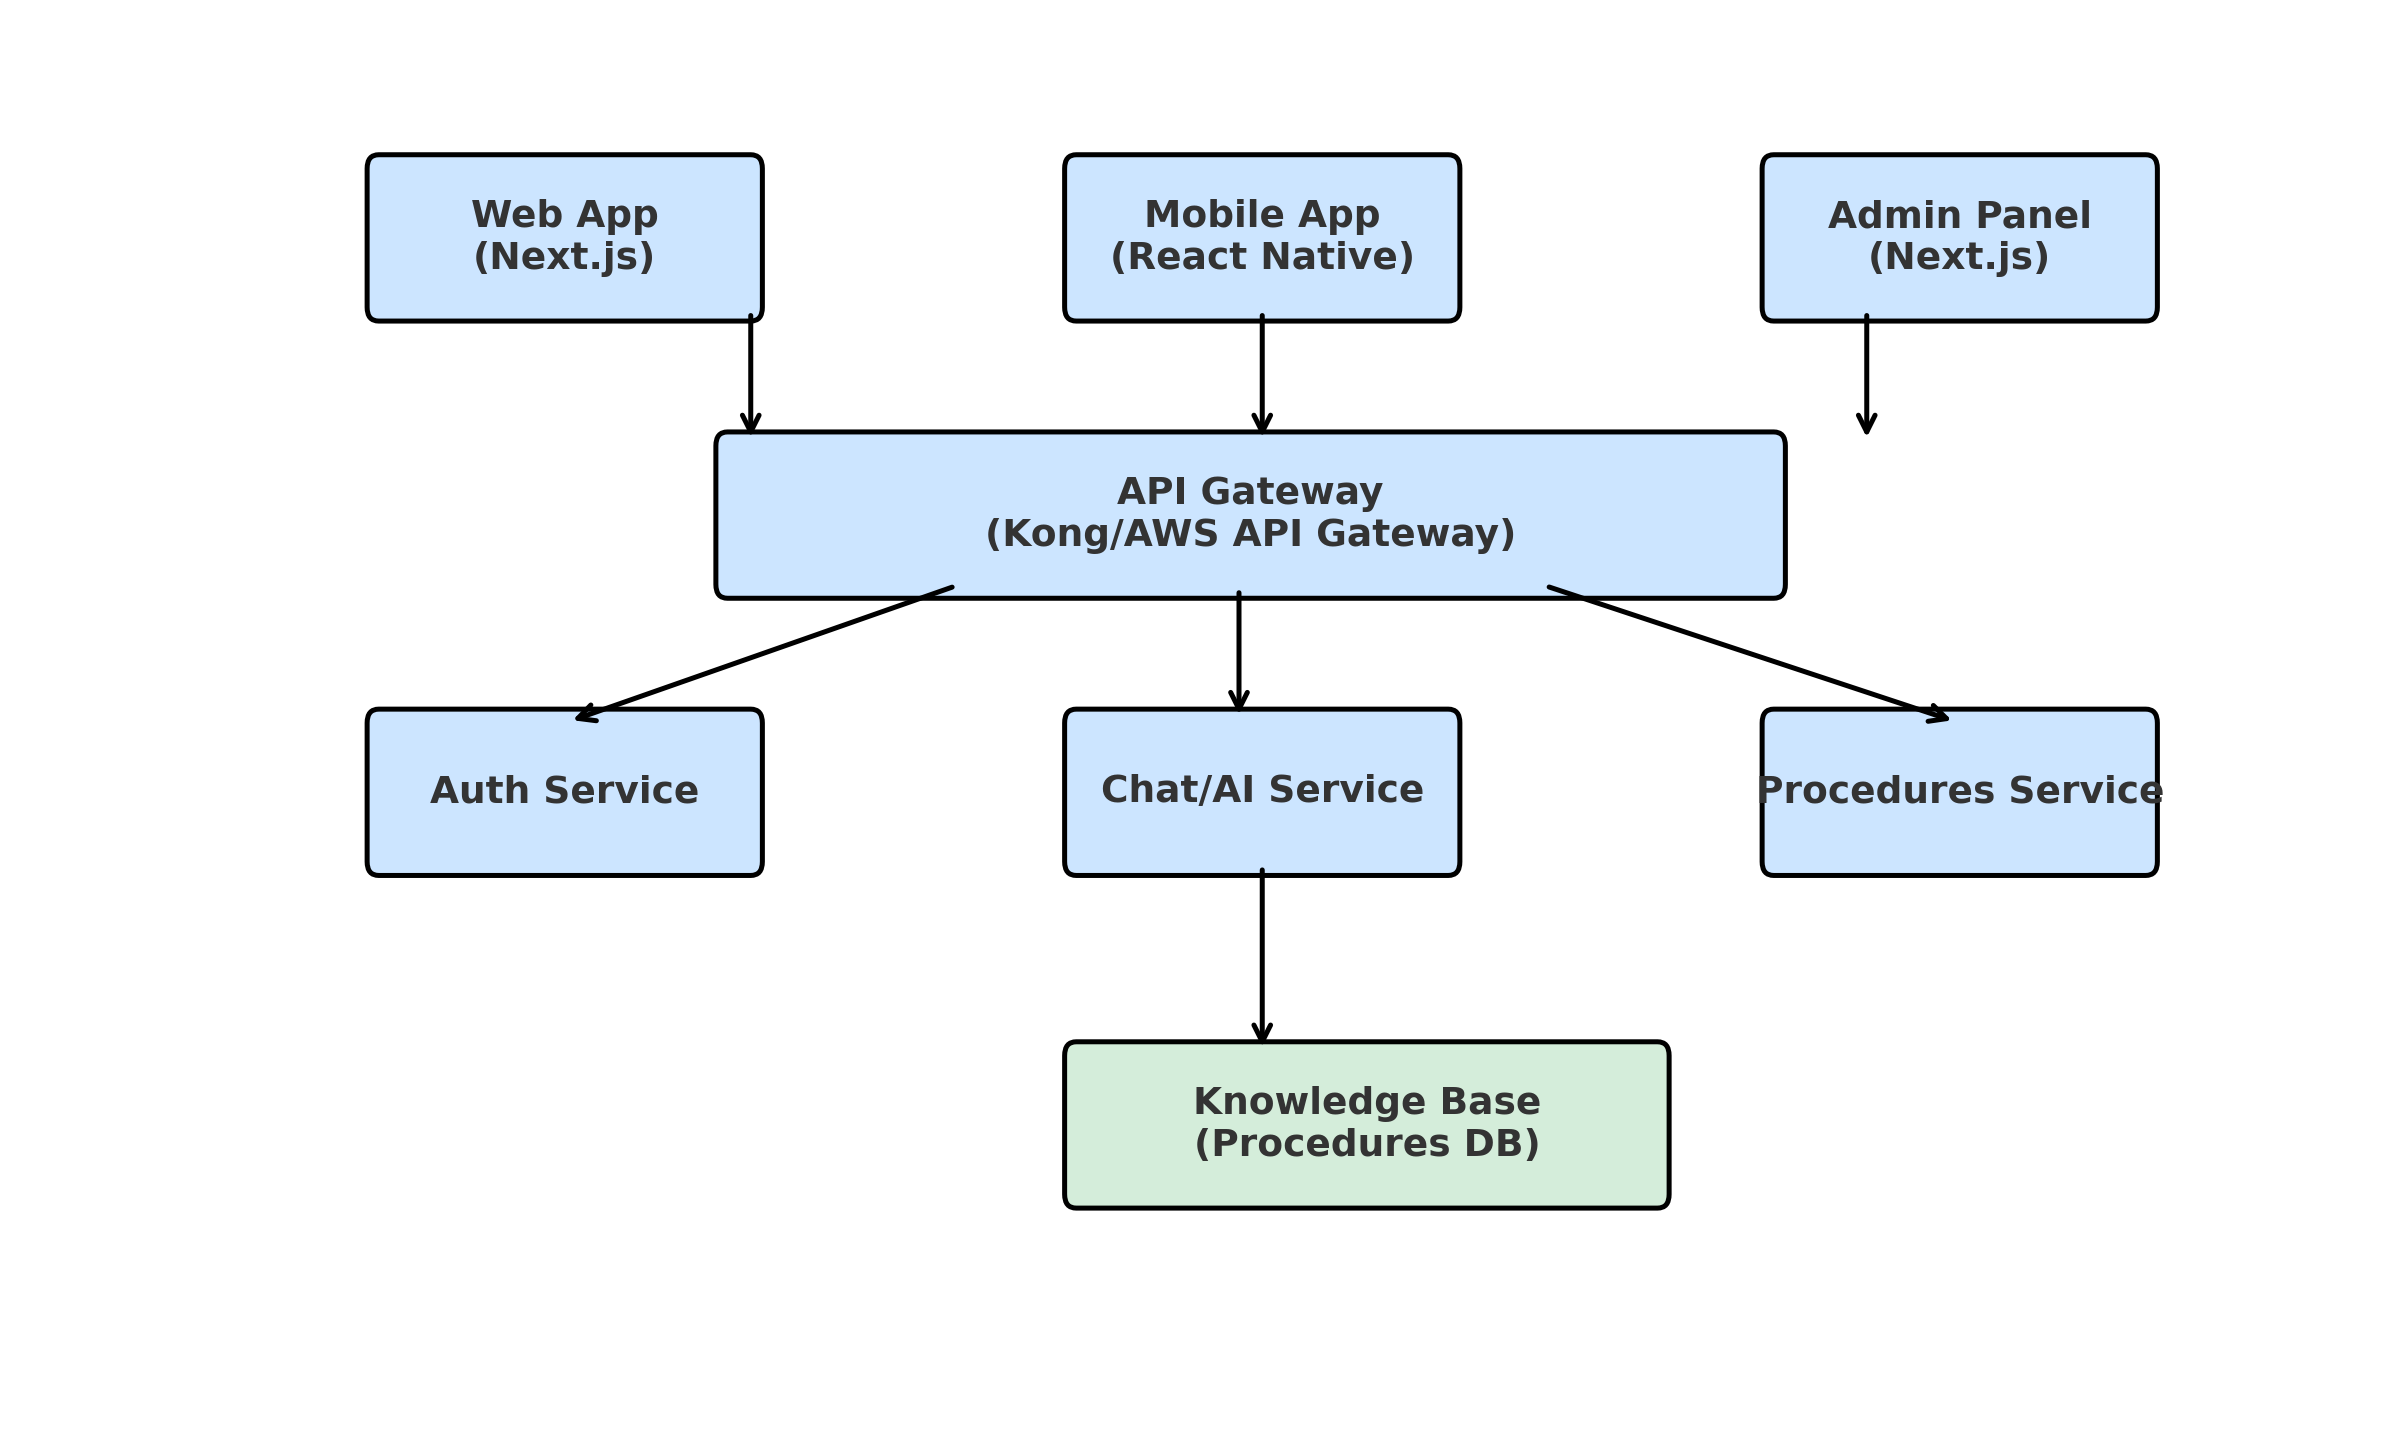 Web App
(Next.js)
Mobile App
(React Native)
Admin Panel
(Next.js)
API Gateway
(Kong/AWS API Gateway)
Auth Service
Chat/AI Service
Procedures Service
Knowledge Base
(Procedures DB)